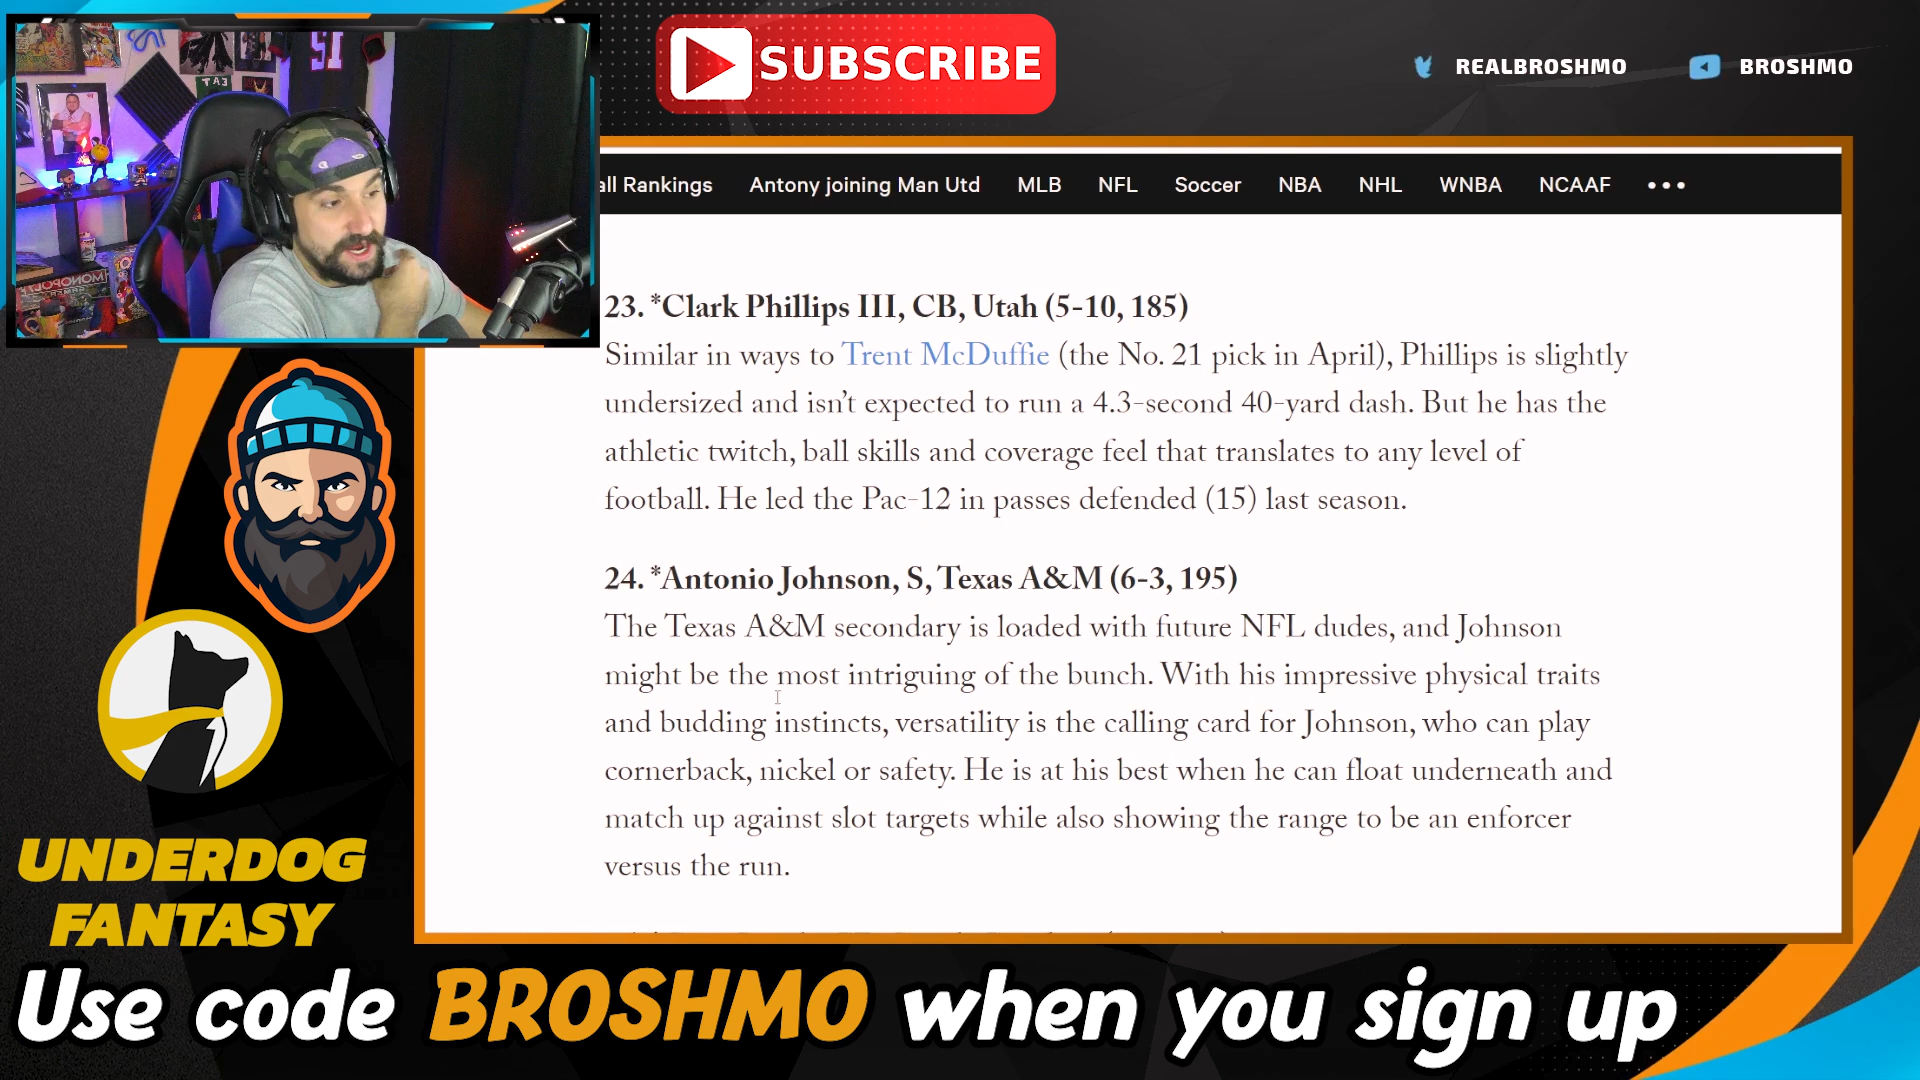 SUBSCRIBE
REALBROSHMO
BROSHMO
all Rankings Antony joining Man Utd MLB NFL Soccer NBA NHL WNBA NCAAF •••
23. *Clark Phillips III, CB, Utah (5-10, 185)
Similar in ways to Trent McDuffie (the No. 21 pick in April), Phillips is slightly
undersized and isn’t expected to run a 4.3-second 40-yard dash. But he has the
athletic twitch, ball skills and coverage feel that translates to any level of
football. He led the Pac-12 in passes defended (15) last season.
24. *Antonio Johnson, S, Texas A&M (6-3, 195)
The Texas A&M secondary is loaded with future NFL dudes, and Johnson
might be the most intriguing of the bunch. With his impressive physical traits
and budding instincts, versatility is the calling card for Johnson, who can play
cornerback, nickel or safety. He is at his best when he can float underneath and
match up against slot targets while also showing the range to be an enforcer
versus the run.
MONOPOLY
UNDERDOG
FANTASY
Use code BROSHMO when you sign up